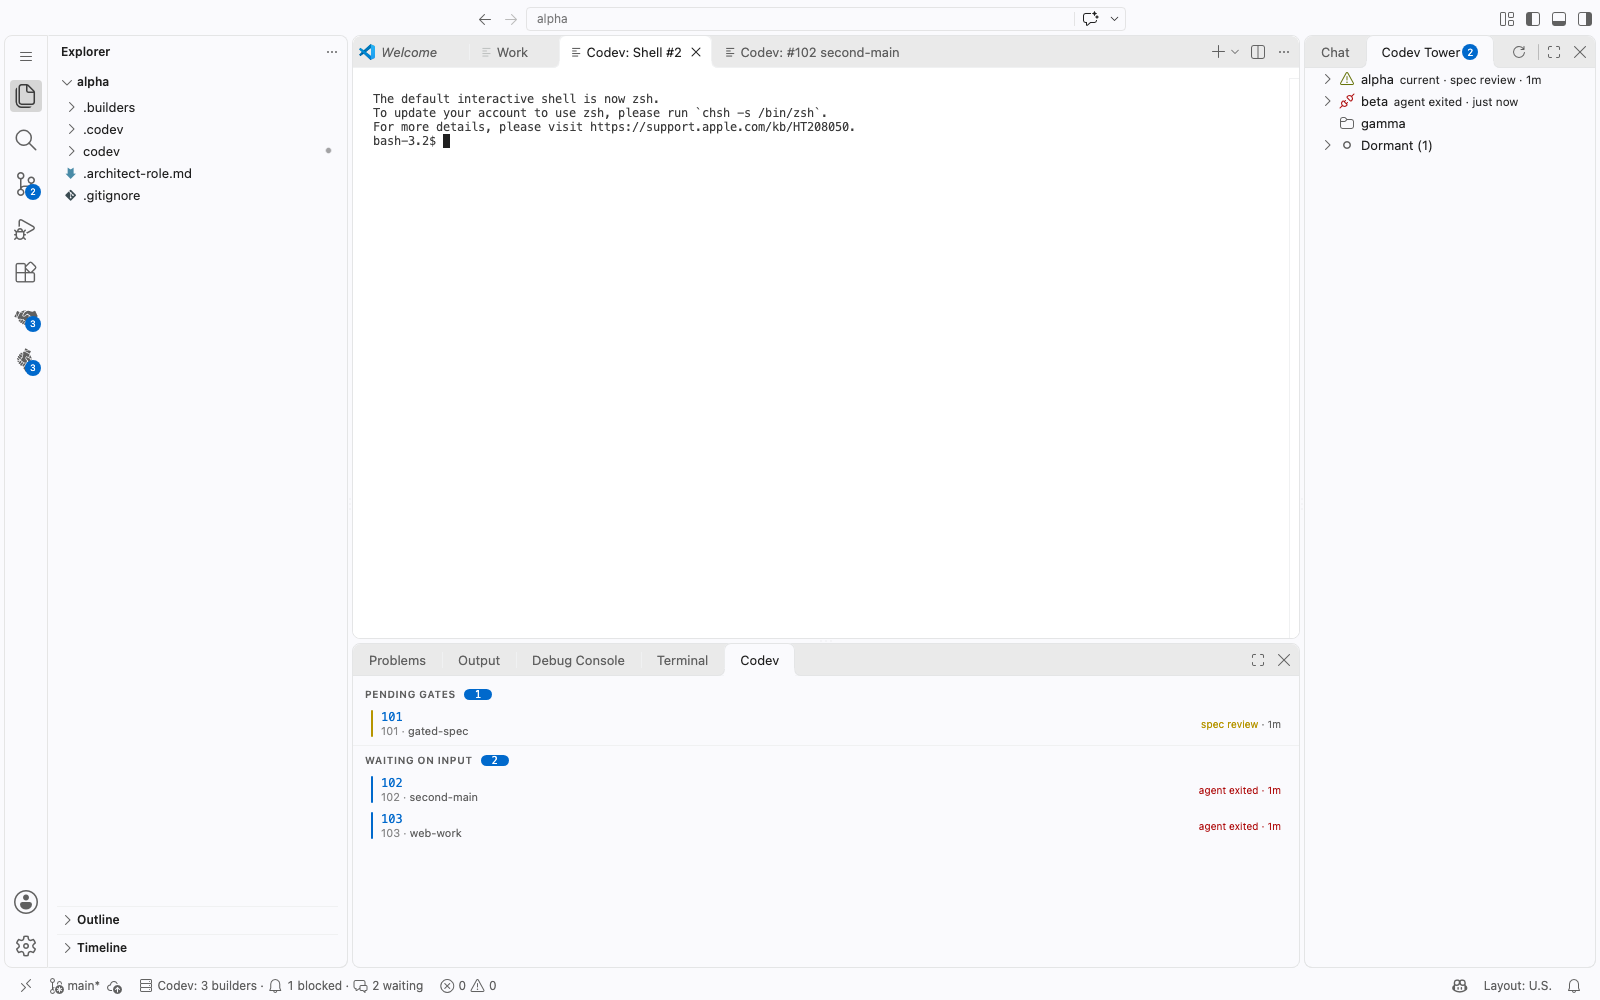 alpha
Explorer
alpha
.builders
.codev
codev
.architect-role.md
.gitignore
Outline
Timeline
2
3
3
Welcome
Work
Codev: Shell #2
Codev: #102 second-main
The default interactive shell is now zsh.
To update your account to use zsh, please run `chsh -s /bin/zsh`.
For more details, please visit https://support.apple.com/kb/HT208050.
bash-3.2$
Problems
Output
Debug Console
Terminal
Codev
PENDING GATES 1
101
101 · gated-spec
spec review · 1m
WAITING ON INPUT 2
102
102 · second-main
agent exited · 1m
103
103 · web-work
agent exited · 1m
Chat
Codev Tower 2
alpha current · spec review · 1m
beta agent exited · just now
gamma
Dormant (1)
main*
Codev: 3 builders · 1 blocked · 2 waiting
0 0
Layout: U.S.